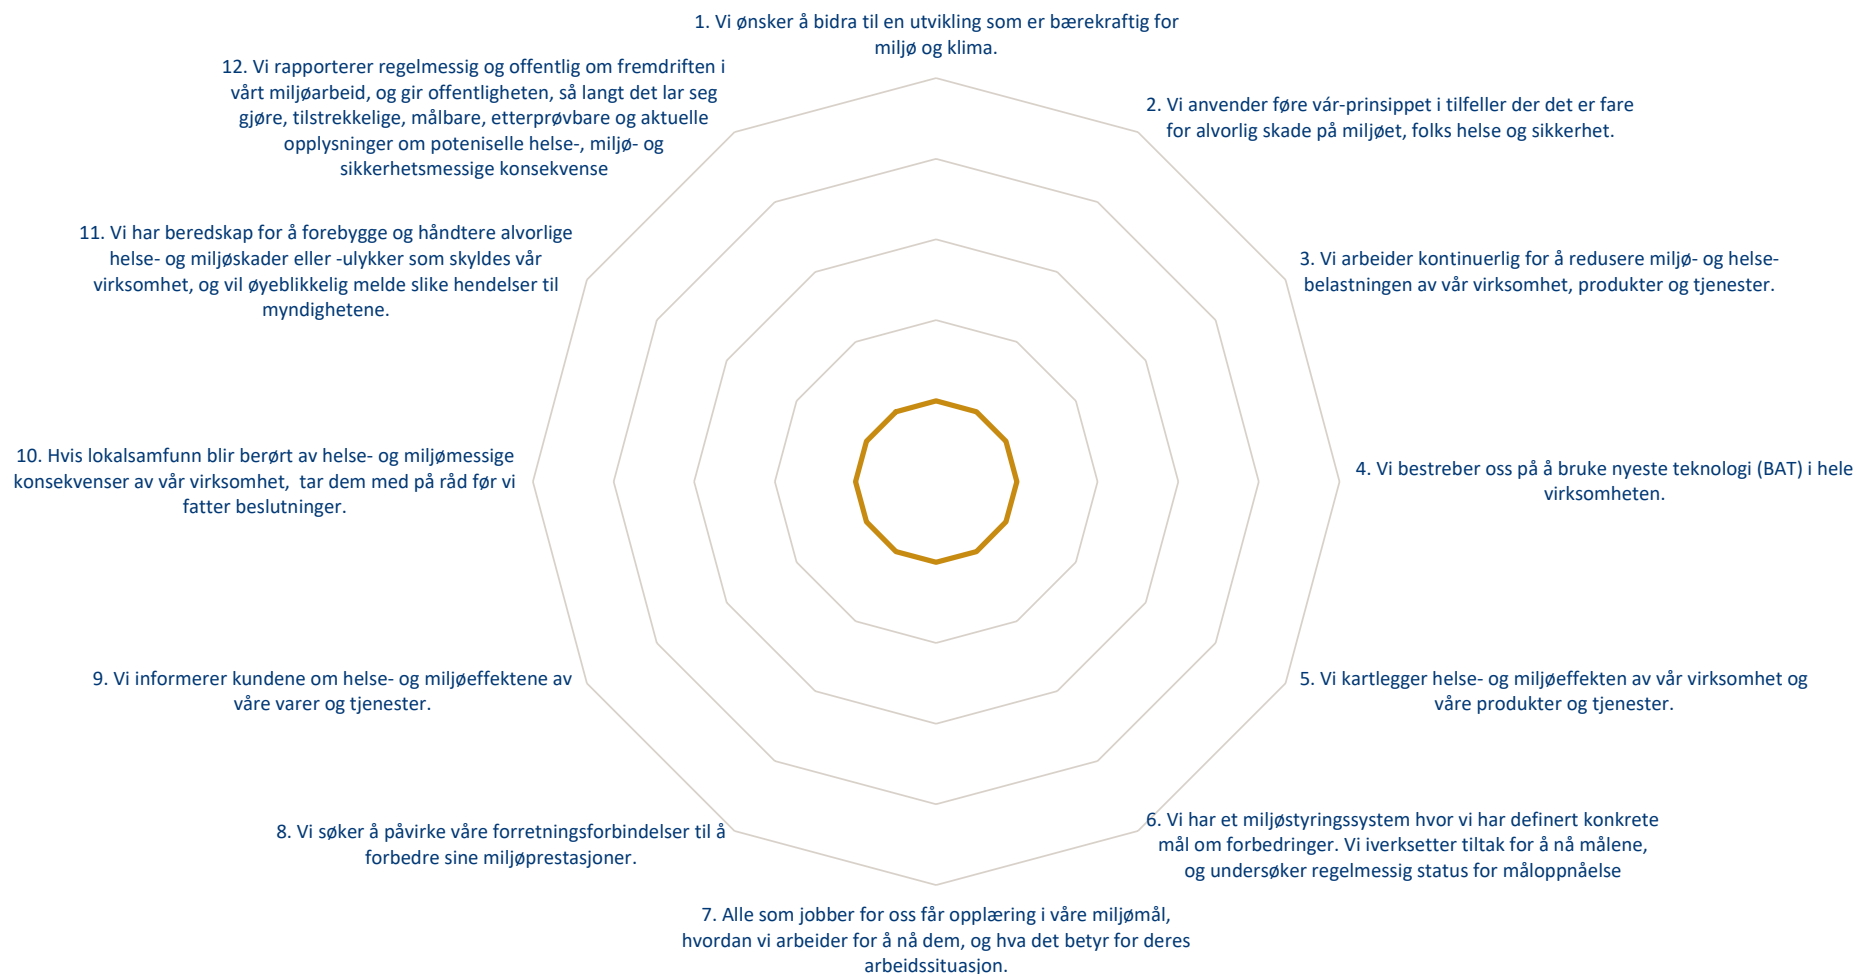 1. Vi ønsker å bidra til en utvikling som er bærekraftig for
miljø og klima.
2. Vi anvender føre vár-prinsippet i tilfeller der det er fare
for alvorlig skade på miljøet, folks helse og sikkerhet.
3. Vi arbeider kontinuerlig for å redusere miljø- og helse-
belastningen av vår virksomhet, produkter og tjenester.
4. Vi bestreber oss på å bruke nyeste teknologi (BAT) i hele
virksomheten.
5. Vi kartlegger helse- og miljøeffekten av vår virksomhet og
våre produkter og tjenester.
6. Vi har et miljøstyringssystem hvor vi har definert konkrete
mål om forbedringer. Vi iverksetter tiltak for å nå målene,
og undersøker regelmessig status for måloppnåelse
7. Alle som jobber for oss får opplæring i våre miljømål,
hvordan vi arbeider for å nå dem, og hva det betyr for deres
arbeidssituasjon.
8. Vi søker å påvirke våre forretningsforbindelser til å
forbedre sine miljøprestasjoner.
9. Vi informerer kundene om helse- og miljøeffektene av
våre varer og tjenester.
10. Hvis lokalsamfunn blir berørt av helse- og miljømessige
konsekvenser av vår virksomhet,  tar dem med på råd før vi
fatter beslutninger.
11. Vi har beredskap for å forebygge og håndtere alvorlige
helse- og miljøskader eller -ulykker som skyldes vår
virksomhet, og vil øyeblikkelig melde slike hendelser til
myndighetene.
12. Vi rapporterer regelmessig og offentlig om fremdriften i
vårt miljøarbeid, og gir offentligheten, så langt det lar seg
gjøre, tilstrekkelige, målbare, etterprøvbare og aktuelle
opplysninger om poteniselle helse-, miljø- og
sikkerhetsmessige konsekvense